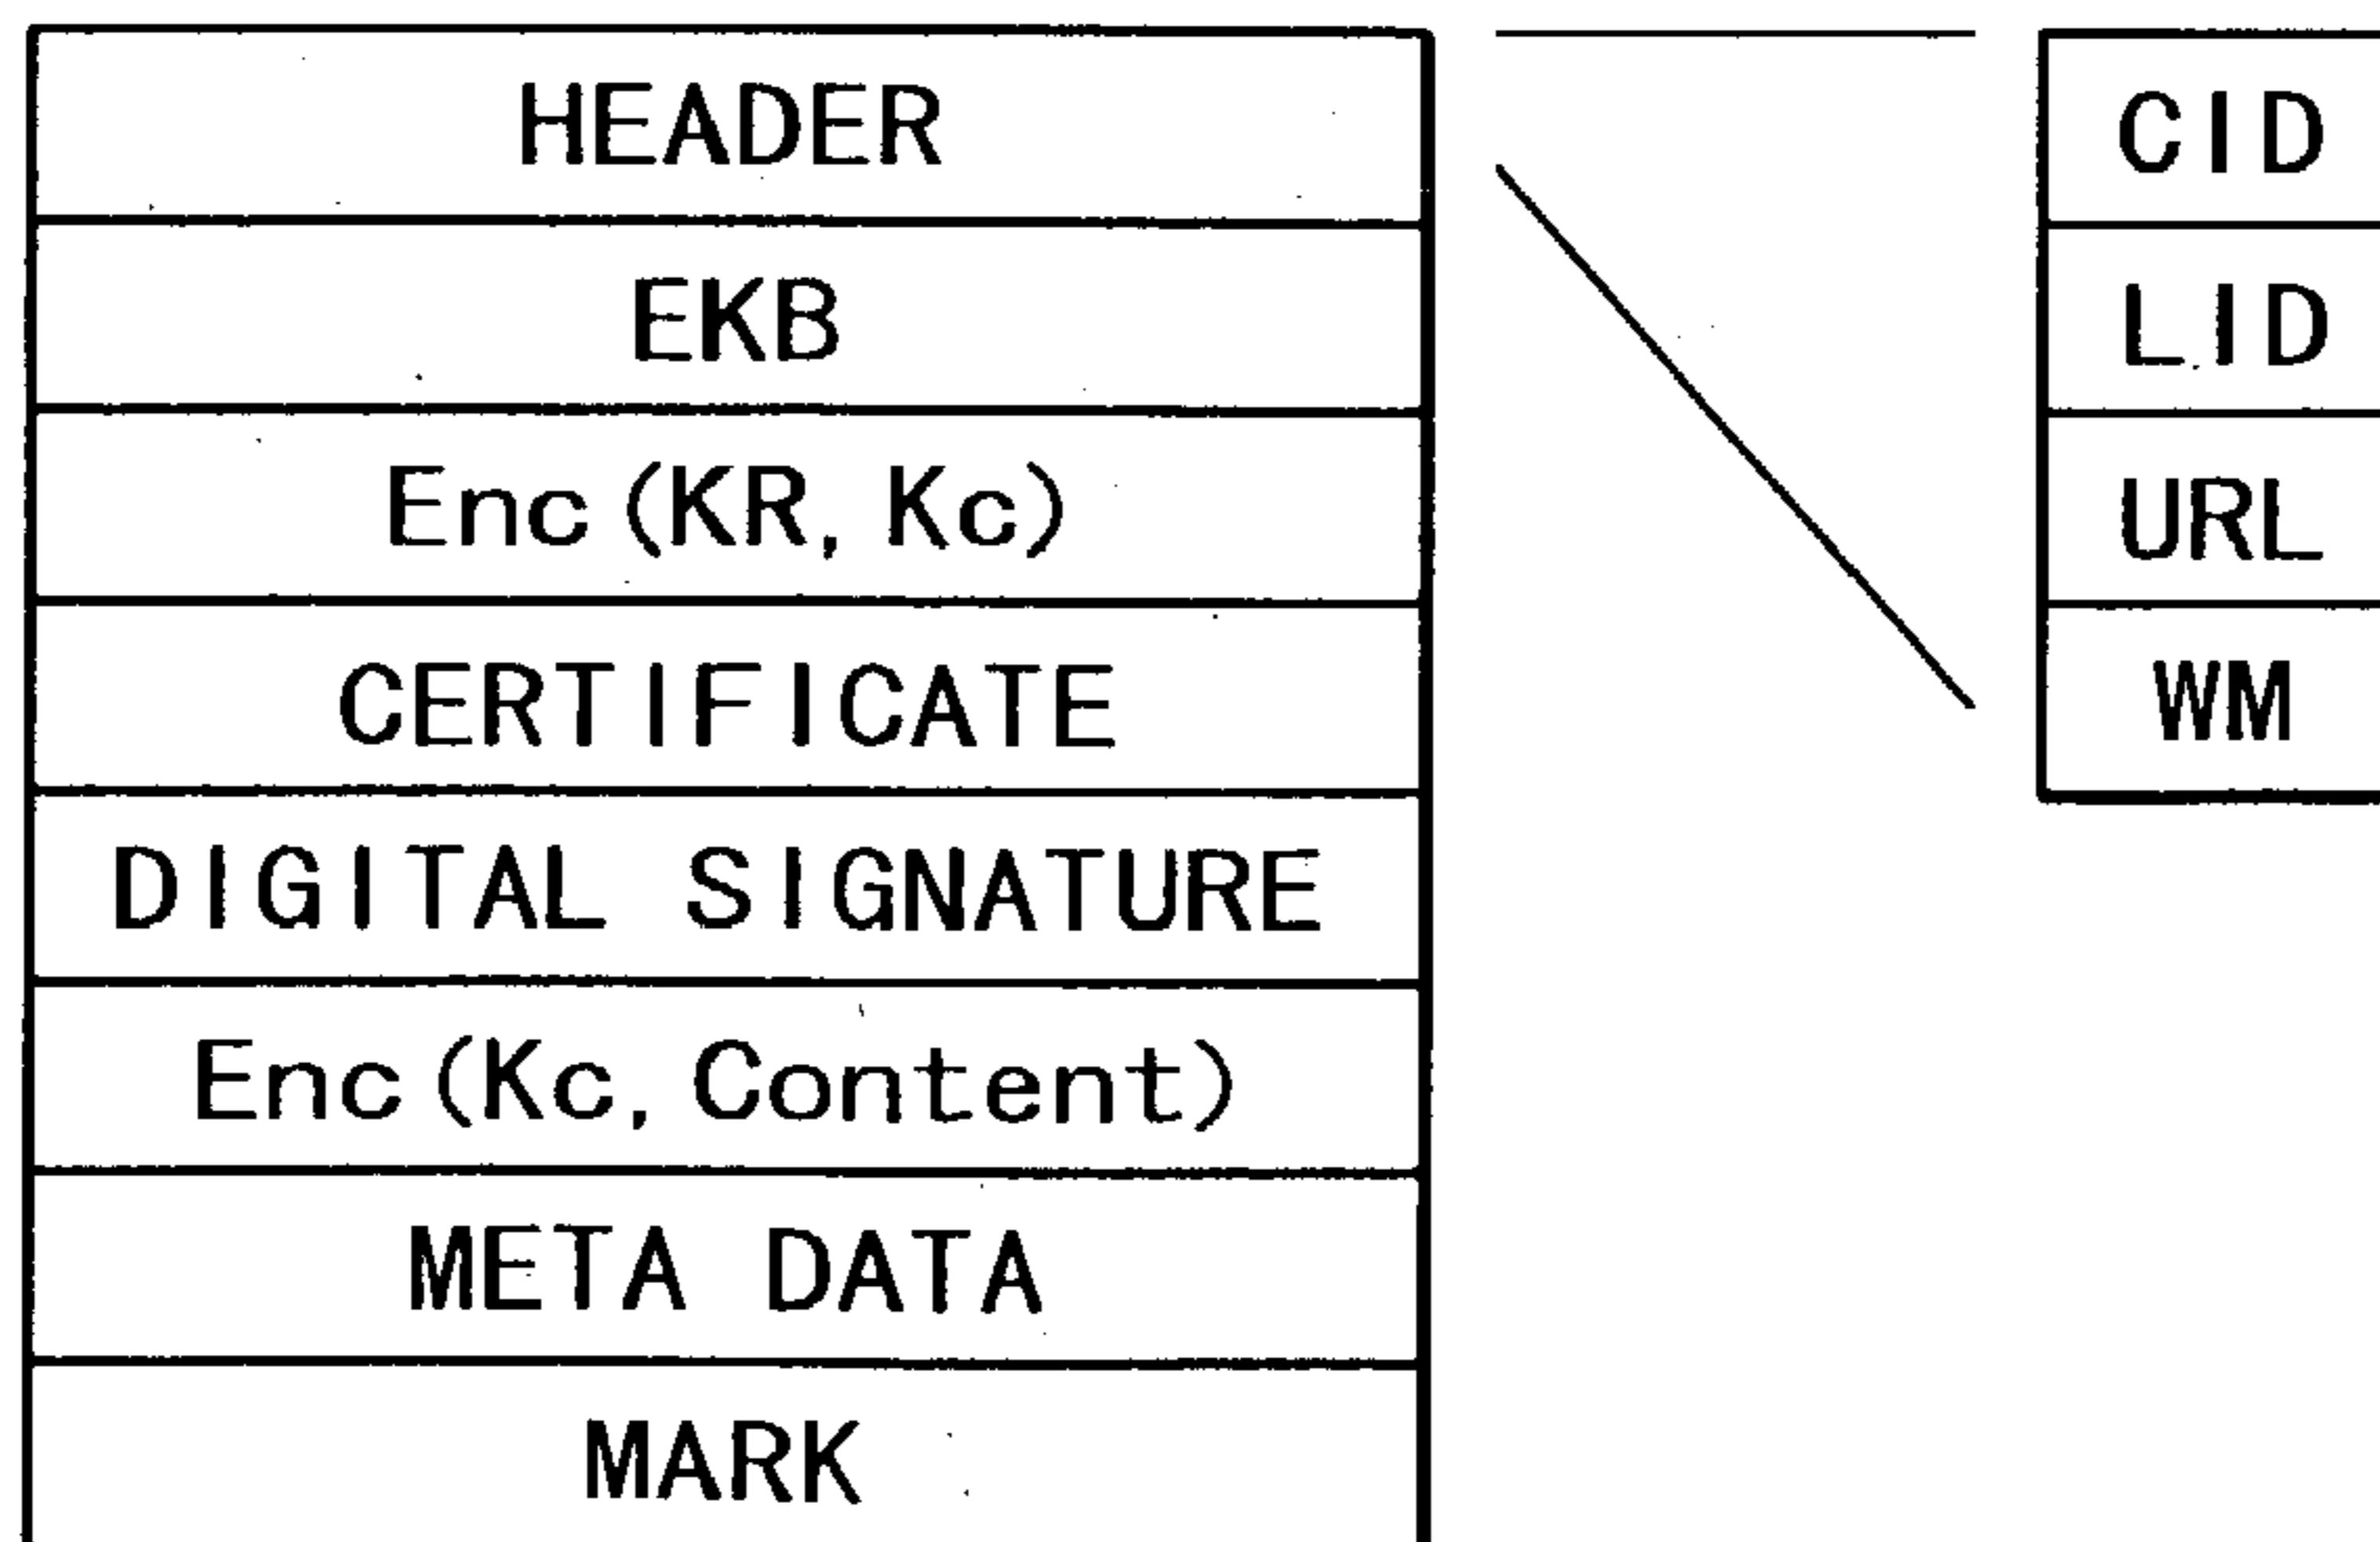 HEADER
EKB
Enc (KR, Kc)
CERTIFICATE
DIGITAL SIGNATURE
Enc (Kc, Content)
META DATA
MARK
CID
LID
URL
WM